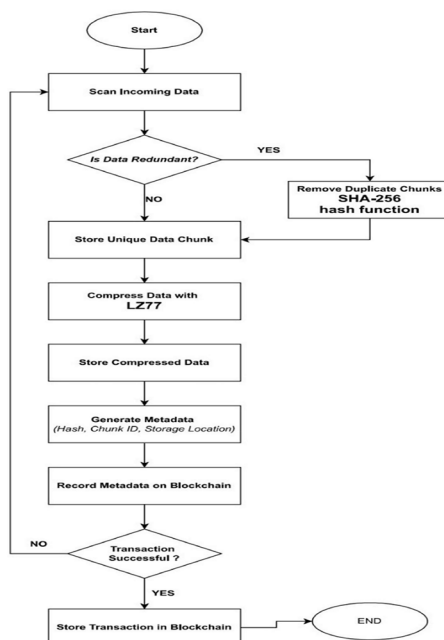 Start
Scan Incoming Data
Is Data Redundant?
YES
Remove Duplicate Chunks
SHA-256
hash function
NO
Store Unique Data Chunk
Compress Data with
LZ77
Store Compressed Data
Generate Metadata
(Hash, Chunk ID, Storage Location)
Record Metadata on Blockchain
NO
Transaction
Successful ?
YES
Store Transaction in Blockchain
END